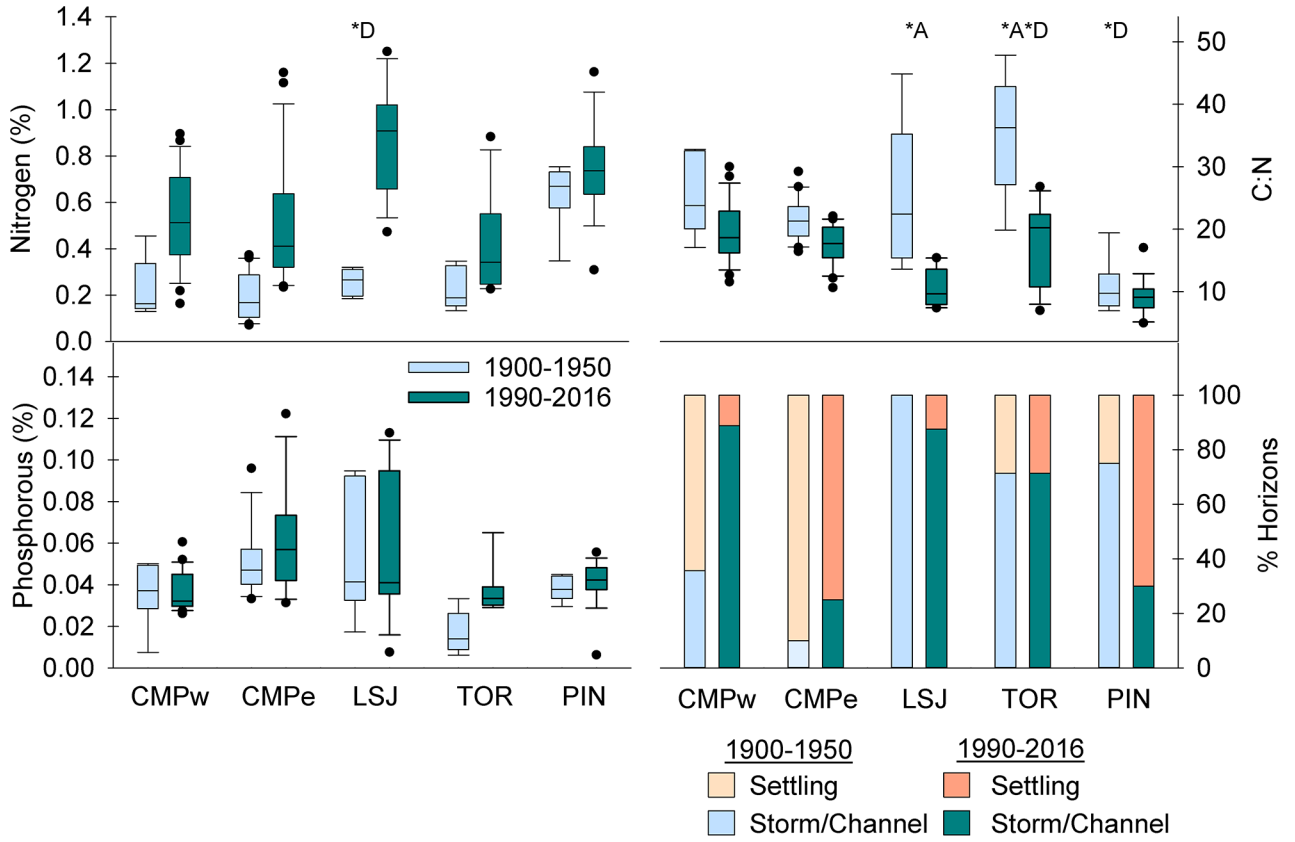 Nitrogen (%)
1.4
1.2
1.0
0.8
0.6
0.4
0.2
0.0
*D
*A
*A*D
*D
50
40
30
20
10
C:N
Phosphorous (%)
0.14
0.12
0.10
0.08
0.06
0.04
0.02
0.00
1900-1950
1990-2016
100
80
60
40
20
0
% Horizons
CMPw CMPe LSJ TOR PIN
CMPw CMPe LSJ TOR PIN
1900-1950 1990-2016
Settling Settling
Storm/Channel Storm/Channel